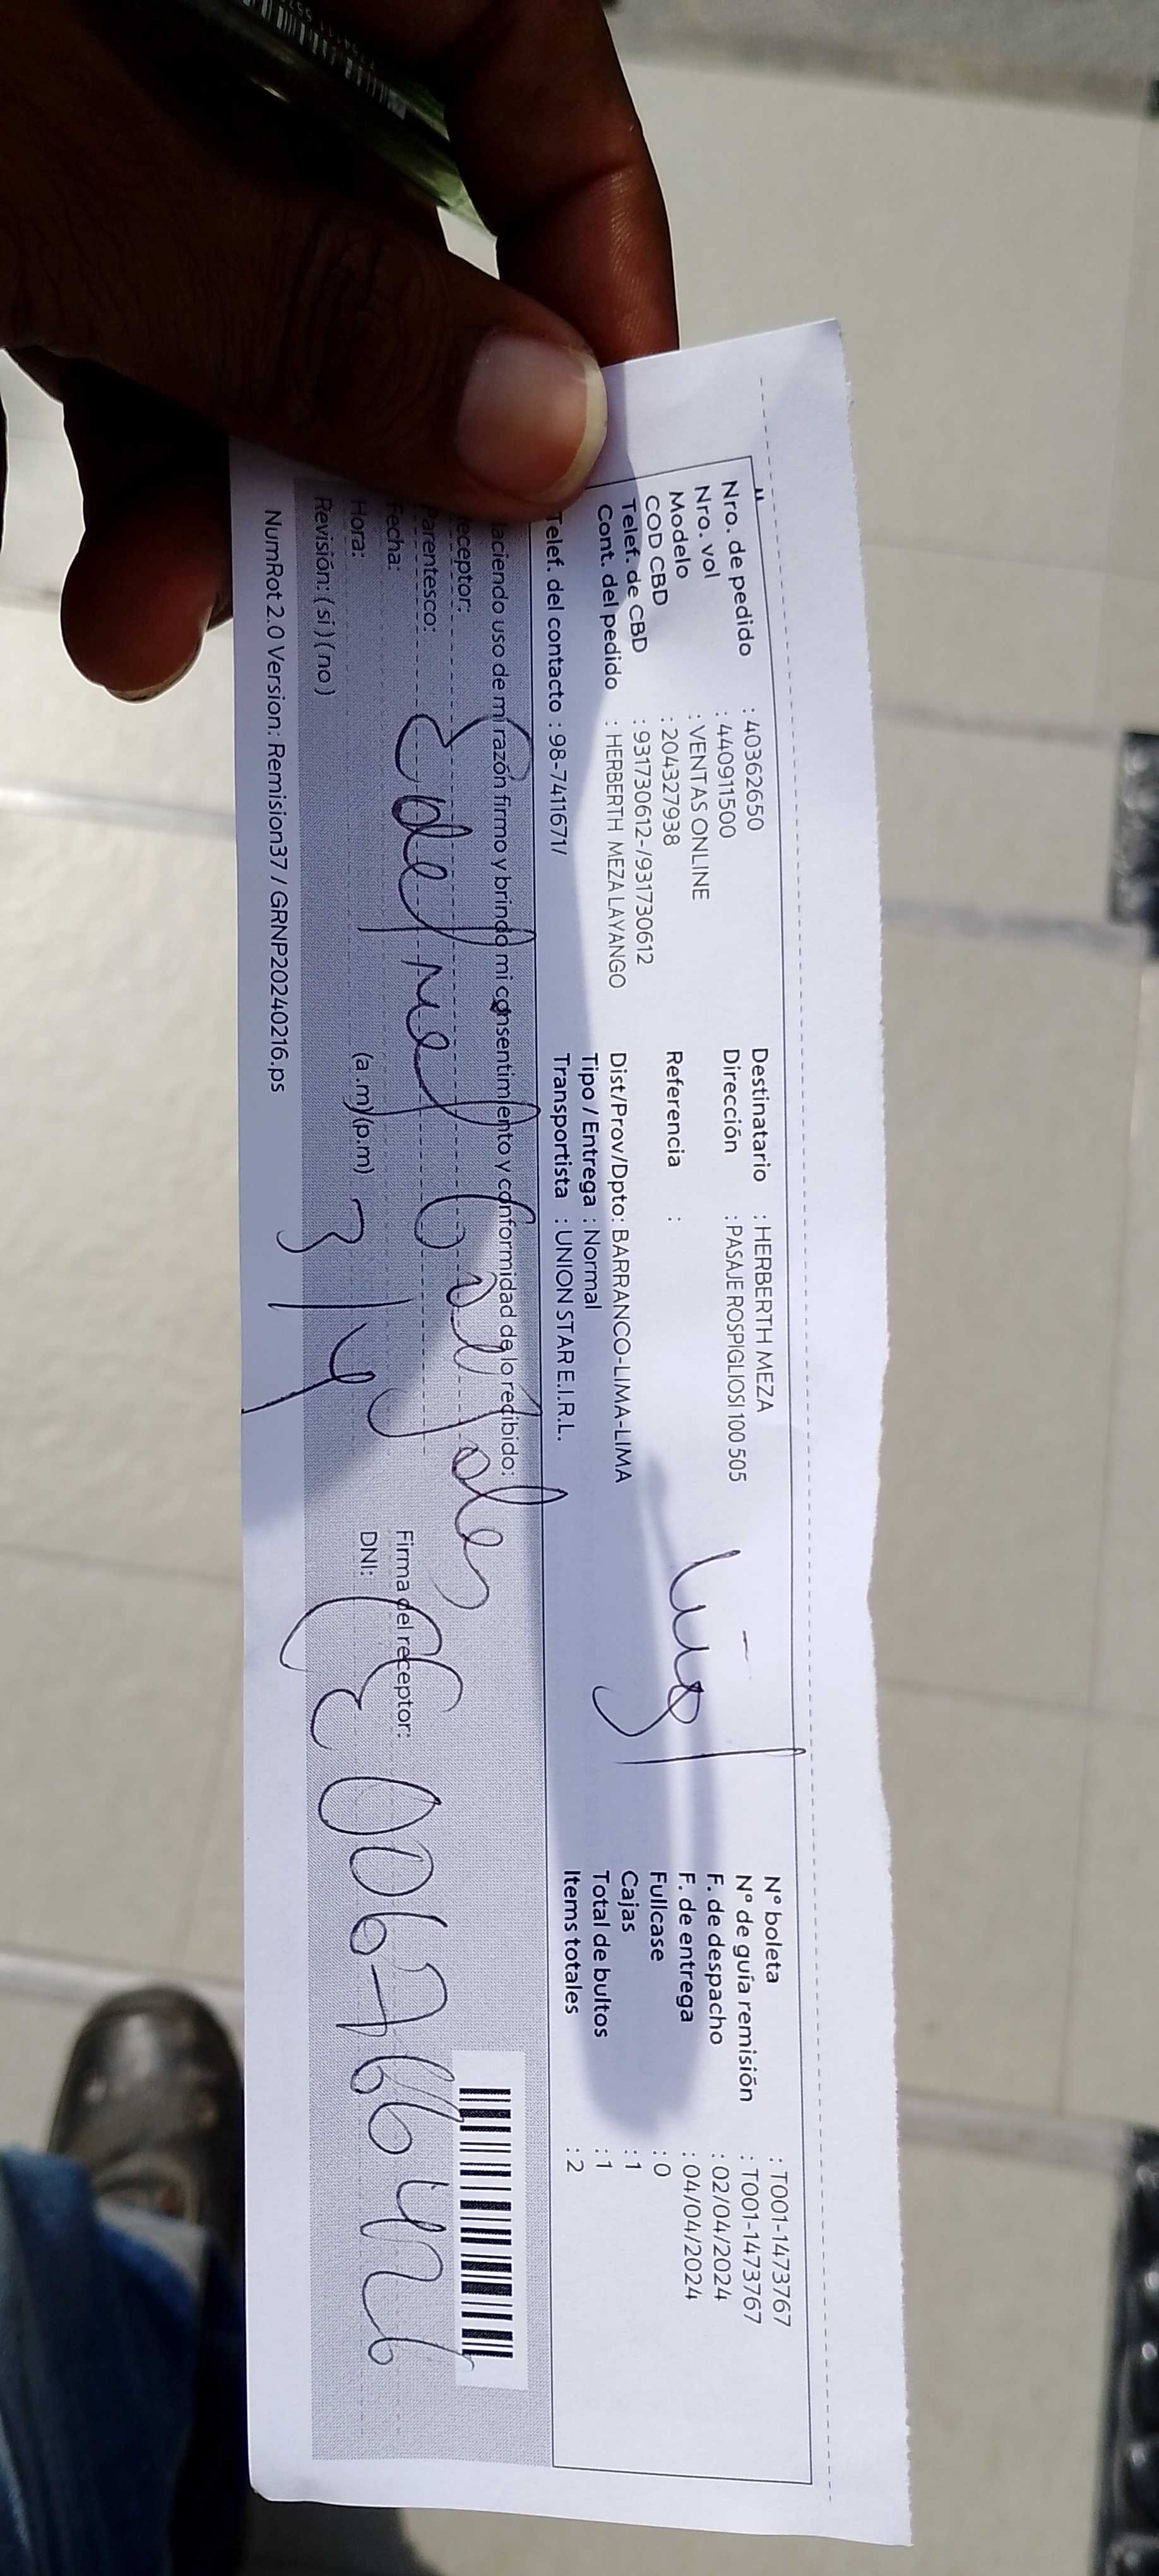 Nro. de pedido : 40362650
Nro. vol : 440911500
Modelo : VENTAS ONLINE
COD CBD : 204327938
Telef. de CBD : 931730612-/931730612
Cont. del pedido : HERBERTH MEZA LAYANGO
Telef. del contacto : 98-7411671/
Destinatario : HERBERTH MEZA
Dirección : PASAJE ROSPIGLIOSI 100 505
Referencia :
Dist/Prov/Dpto: BARRANCO-LIMA-LIMA
Tipo / Entrega : Normal
Transportista : UNION STAR E.I.R.L.
N° boleta : T001-1473767
N° de guía remisión : T001-1473767
F. de despacho : 02/04/2024
F. de entrega : 04/04/2024
Fullcase : 0
Cajas : 1
Total de bultos : 1
Items totales : 2
aciendo uso de mi razón firmo y brindo mi consentimiento y conformidad de lo recibido:
eceptor:
Parentesco:
Fecha:
Hora: (a.m)(p.m)
3/4
Revisión: ( si ) ( no )
Firma del receptor:
DNI: CE 006766426
NumRot 2.0 Version: Remision37 / GRNP20240216.ps